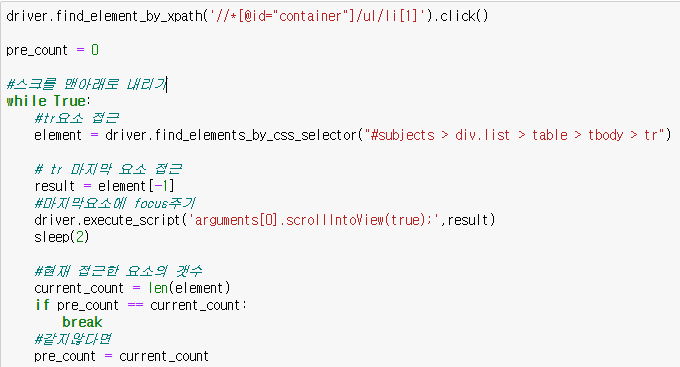 driver.find_element_by_xpath('//*[@id="container"]/ul/li[1]').click()
pre_count = 0
#스크를 맨아래로 내리기
while True:
#tr요소 접근
element = driver.find_elements_by_css_selector("#subjects > div.list > table > tbody > tr")
# tr 마지막 요소 접근
result = element[-1]
#마지막요소에 focus주기
driver.execute_script('arguments[0].scrollIntoView(true);',result)
sleep(2)
#현재 접근한 요소의 갯수
current_count = len(element)
if pre_count == current_count:
break
#같지않다면
pre_count = current_count